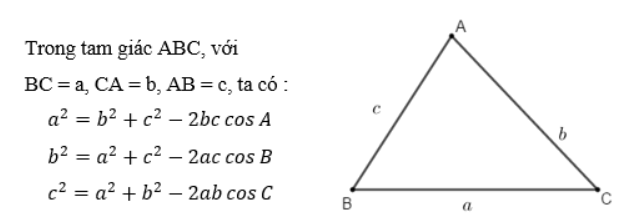 Trong tam giác ABC, với
BC = a, CA = b, AB = c, ta có :
a² = b² + c² − 2bc cos A
b² = a² + c² − 2ac cos B
c² = a² + b² − 2ab cos C
A
c
b
B
a
C